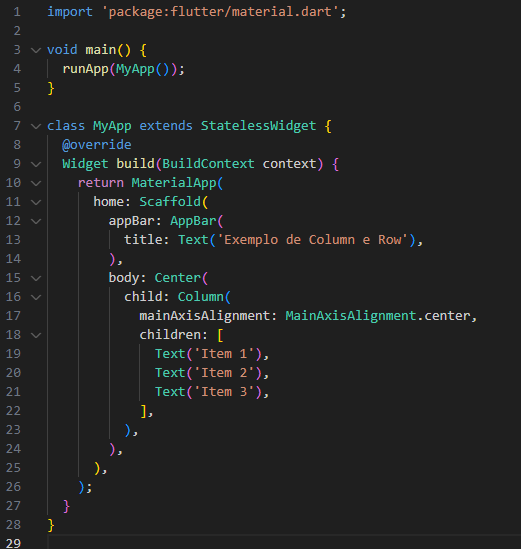 1 import 'package:flutter/material.dart';
2
3 void main() {
4   runApp(MyApp());
5 }
6
7 class MyApp extends StatelessWidget {
8   @override
9   Widget build(BuildContext context) {
10     return MaterialApp(
11       home: Scaffold(
12         appBar: AppBar(
13           title: Text('Exemplo de Column e Row'),
14         ),
15         body: Center(
16           child: Column(
17             mainAxisAlignment: MainAxisAlignment.center,
18             children: [
19               Text('Item 1'),
20               Text('Item 2'),
21               Text('Item 3'),
22             ],
23           ),
24         ),
25       ),
26     );
27   }
28 }
29